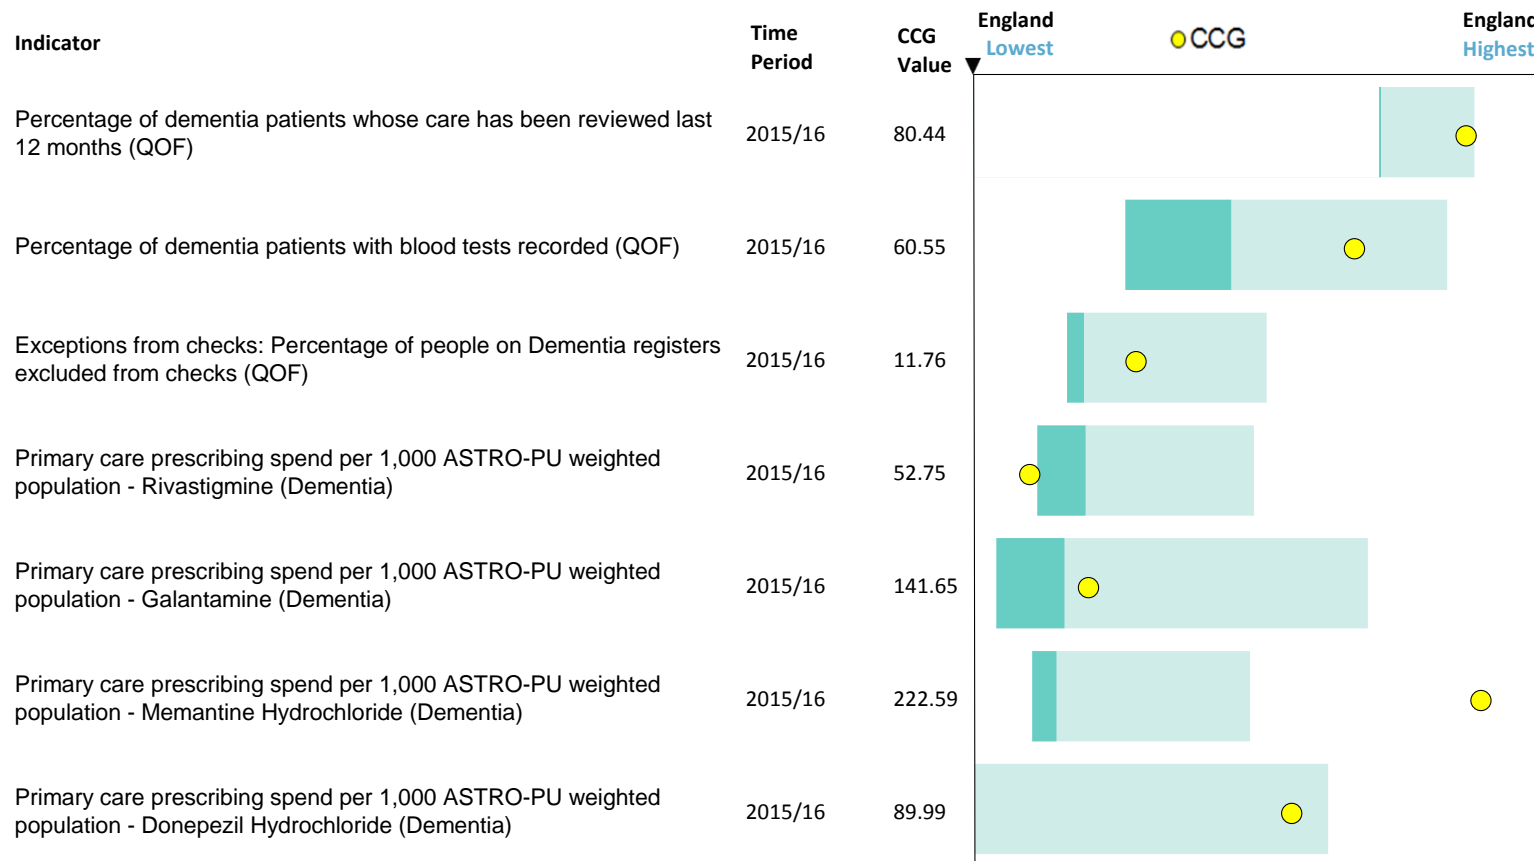 Indicator
Time
Period
CCG
Value
England
Lowest
CCG
England
Highest
Percentage of dementia patients whose care has been reviewed last
12 months (QOF)
2015/16
80.44
Percentage of dementia patients with blood tests recorded (QOF)
2015/16
60.55
Exceptions from checks: Percentage of people on Dementia registers
excluded from checks (QOF)
2015/16
11.76
Primary care prescribing spend per 1,000 ASTRO-PU weighted
population - Rivastigmine (Dementia)
2015/16
52.75
Primary care prescribing spend per 1,000 ASTRO-PU weighted
population - Galantamine (Dementia)
2015/16
141.65
Primary care prescribing spend per 1,000 ASTRO-PU weighted
population - Memantine Hydrochloride (Dementia)
2015/16
222.59
Primary care prescribing spend per 1,000 ASTRO-PU weighted
population - Donepezil Hydrochloride (Dementia)
2015/16
89.99